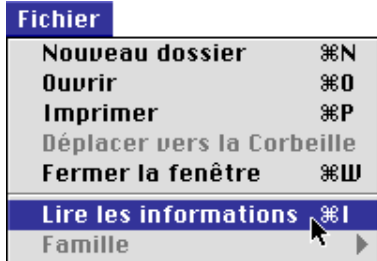 Fichier
Nouveau dossier ⌘N
Ouvrir ⌘O
Imprimer ⌘P
Déplacer vers la Corbeille
Fermer la fenêtre ⌘W
Lire les informations ⌘I
Famille